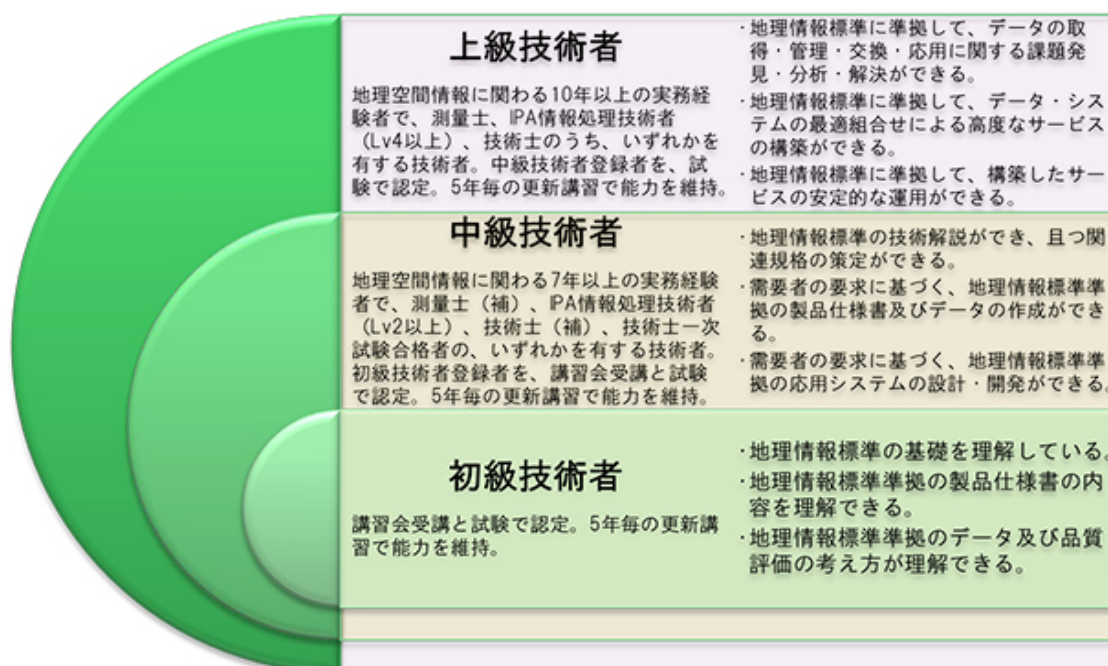 上級技術者
地理空間情報に関わる10年以上の実務経
験者で、測量士、IPA情報処理技術者
（Lv4以上）、技術士のうち、いずれかを
有する技術者。中級技術者登録者を、試
験で認定。5年毎の更新講習で能力を維持。
・地理情報標準に準拠して、データの取
得・管理・交換・応用に関する課題発
見・分析・解決ができる。
・地理情報標準に準拠して、データ・シス
テムの最適組合せによる高度なサービス
の構築ができる。
・地理情報標準に準拠して、構築したサー
ビスの安定的な運用ができる。
中級技術者
地理空間情報に関わる7年以上の実務経験
者で、測量士（補）、IPA情報処理技術者
（Lv2以上）、技術士（補）、技術士一次
試験合格者の、いずれかを有する技術者。
初級技術者登録者を、講習会受講と試験
で認定。5年毎の更新講習で能力を維持。
・地理情報標準の技術解説ができ、且つ関
連規格の策定ができる。
・需要者の要求に基づく、地理情報標準準
拠の製品仕様書及びデータの作成ができ
る。
・需要者の要求に基づく、地理情報標準準
拠の応用システムの設計・開発ができる。
初級技術者
講習会受講と試験で認定。5年毎の更新講
習で能力を維持。
・地理情報標準の基礎を理解している。
・地理情報標準準拠の製品仕様書の内
容を理解できる。
・地理情報標準準拠のデータ及び品質
評価の考え方が理解できる。